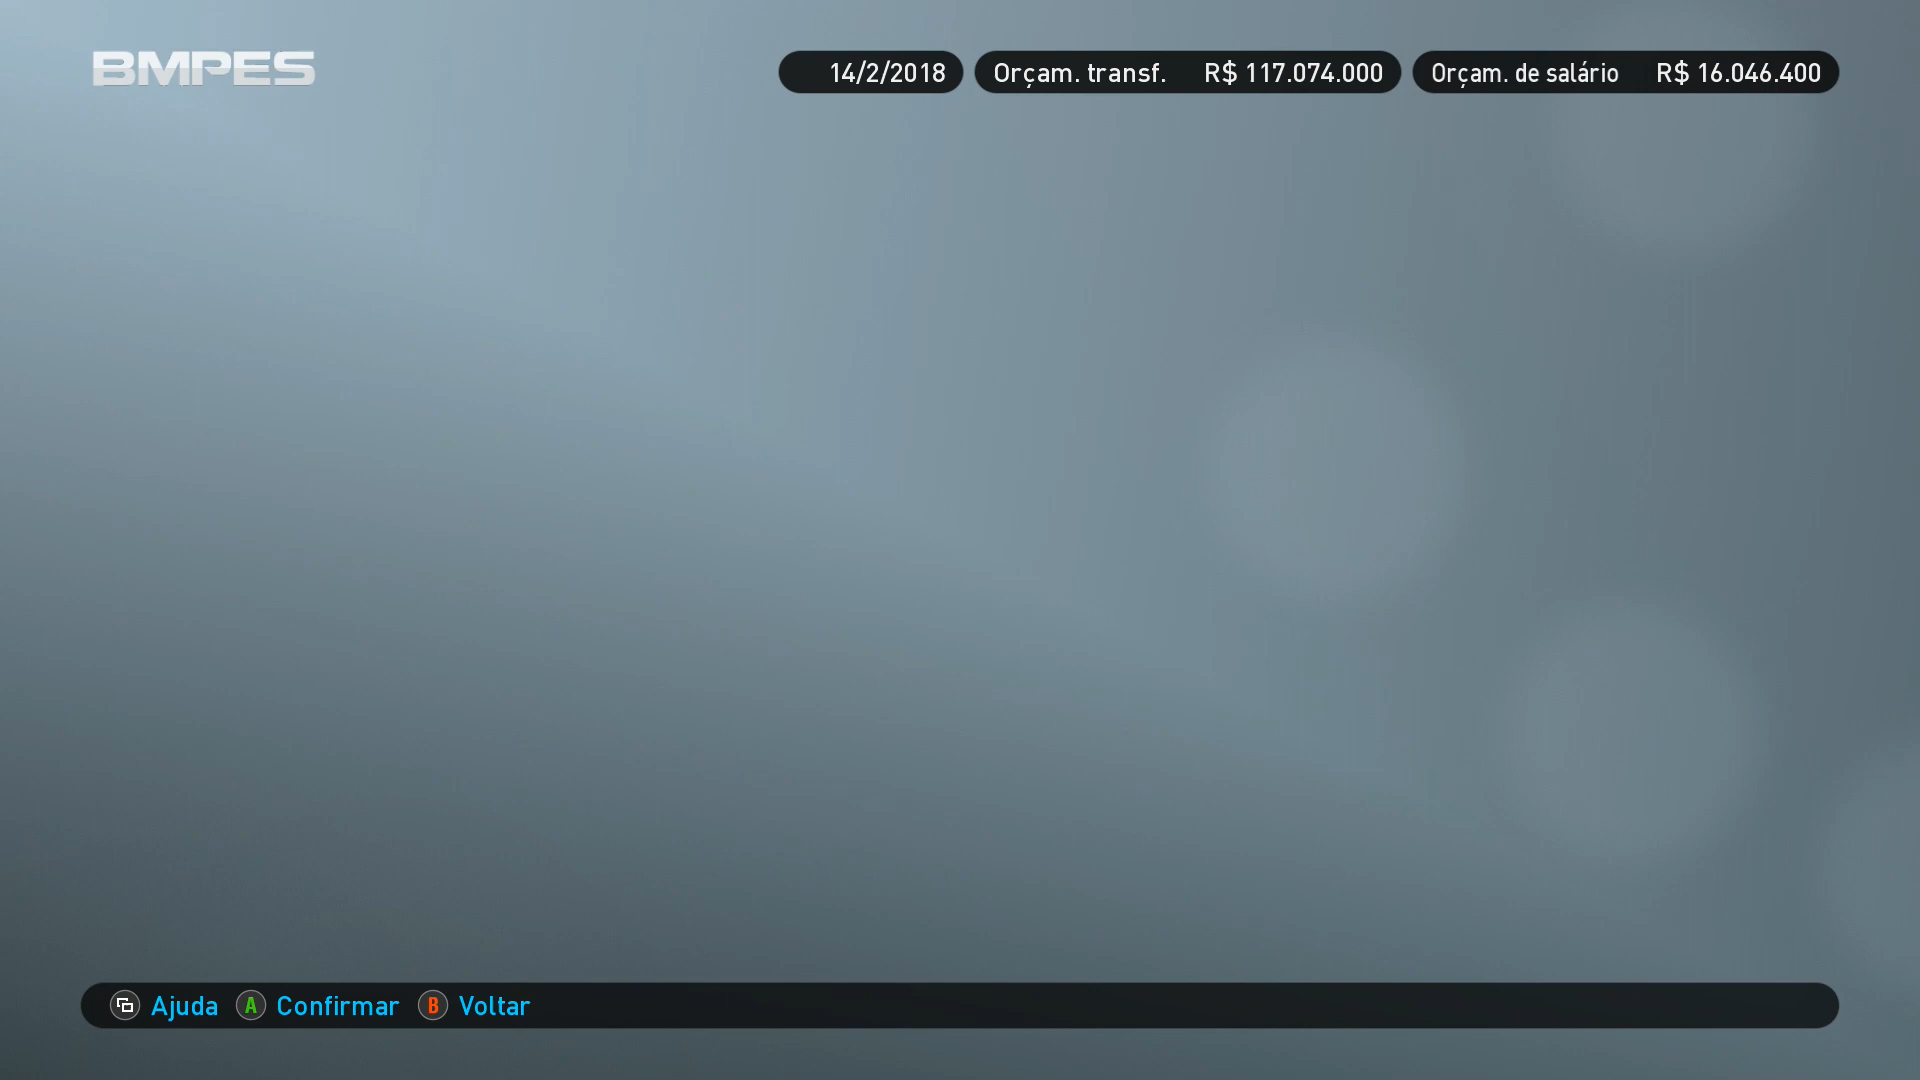 BMPES
14/2/2018 Orçam. transf. R$ 117.074.000 Orçam. de salário R$ 16.046.400
Ajuda A Confirmar B Voltar